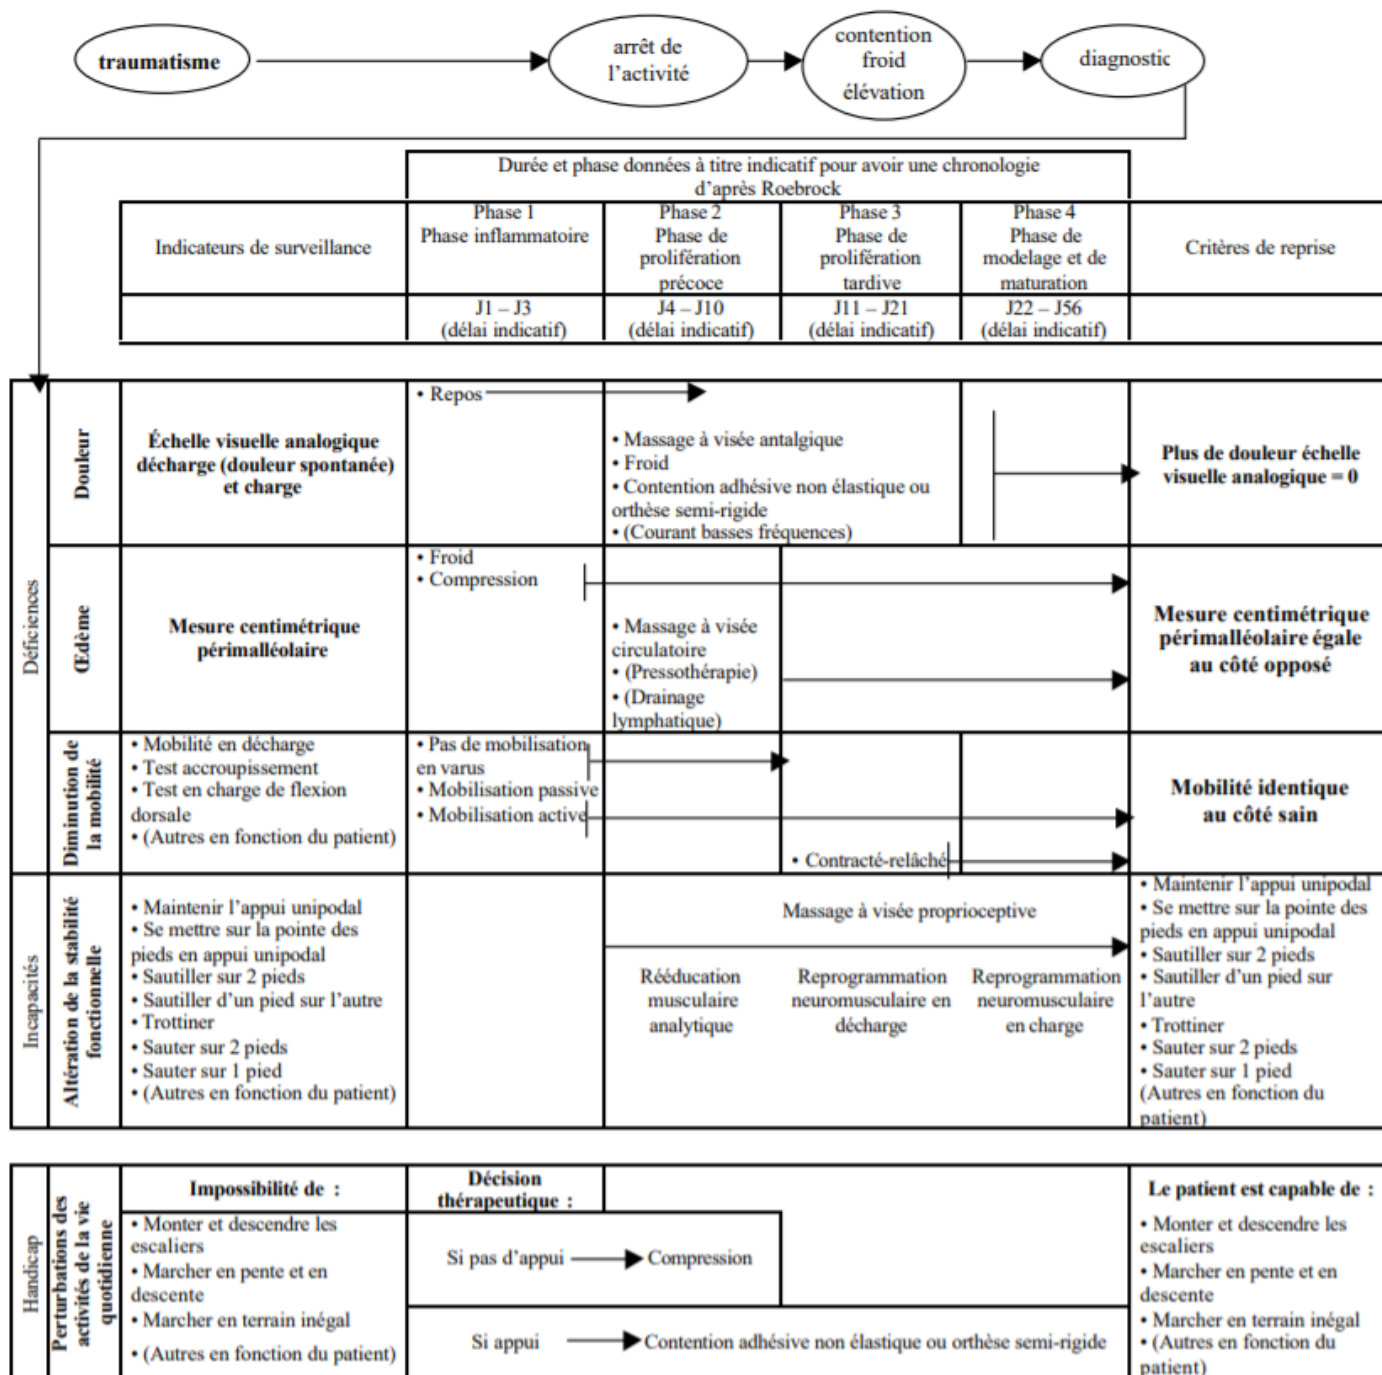 traumatisme
arrêt de
l'activité
contention
froid
élévation
diagnostic
Durée et phase données à titre indicatif pour avoir une chronologie
d'après Roebrock
Indicateurs de surveillance
Phase 1
Phase inflammatoire
Phase 2
Phase de
prolifération
précoce
Phase 3
Phase de
prolifération
tardive
Phase 4
Phase de
modelage et de
maturation
Critères de reprise
J1 – J3
(délai indicatif)
J4 – J10
(délai indicatif)
J11 – J21
(délai indicatif)
J22 – J56
(délai indicatif)
Déficiences
Douleur
Échelle visuelle analogique
décharge (douleur spontanée)
et charge
• Repos
• Massage à visée antalgique
• Froid
• Contention adhésive non élastique ou
orthèse semi-rigide
• (Courant basses fréquences)
Plus de douleur échelle
visuelle analogique = 0
Œdème
Mesure centimétrique
périmalléolaire
• Froid
• Compression
• Massage à visée
circulatoire
• (Pressothérapie)
• (Drainage
lymphatique)
Mesure centimétrique
périmalléolaire égale
au côté opposé
Diminution de
la mobilité
• Mobilité en décharge
• Test accroupissement
• Test en charge de flexion
dorsale
• (Autres en fonction du patient)
• Pas de mobilisation
en varus
• Mobilisation passive
• Mobilisation active
• Contracté-relâché
Mobilité identique
au côté sain
Incapacités
Altération de la stabilité
fonctionnelle
• Maintenir l'appui unipodal
• Se mettre sur la pointe des
pieds en appui unipodal
• Sautiller sur 2 pieds
• Sautiller d'un pied sur l'autre
• Trottiner
• Sauter sur 2 pieds
• Sauter sur 1 pied
• (Autres en fonction du patient)
Massage à visée proprioceptive
Rééducation
musculaire
analytique
Reprogrammation
neuromusculaire en
décharge
Reprogrammation
neuromusculaire
en charge
• Maintenir l'appui unipodal
• Se mettre sur la pointe des
pieds en appui unipodal
• Sautiller sur 2 pieds
• Sautiller d'un pied sur
l'autre
• Trottiner
• Sauter sur 2 pieds
• Sauter sur 1 pied
(Autres en fonction du
patient)
Handicap
Perturbations des
activités de la vie
quotidienne
Impossibilité de :
• Monter et descendre les
escaliers
• Marcher en pente et en
descente
• Marcher en terrain inégal
• (Autres en fonction du patient)
Décision
thérapeutique :
Si pas d'appui
Compression
Si appui
Contention adhésive non élastique ou orthèse semi-rigide
Le patient est capable de :
• Monter et descendre les
escaliers
• Marcher en pente et en
descente
• Marcher en terrain inégal
• (Autres en fonction du
patient)